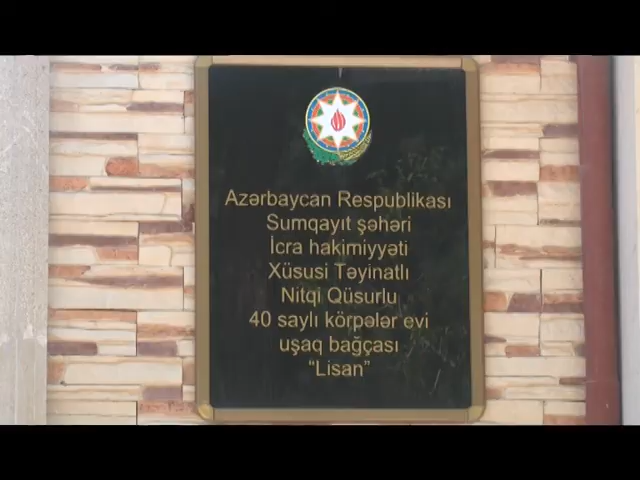 Azərbaycan Respublikası
Sumqayıt şəhəri
İcra hakimiyyəti
Xüsusi Təyinatlı
Nitqi Qüsurlu
40 saylı körpələr evi
uşaq bağçası
“Lisan”